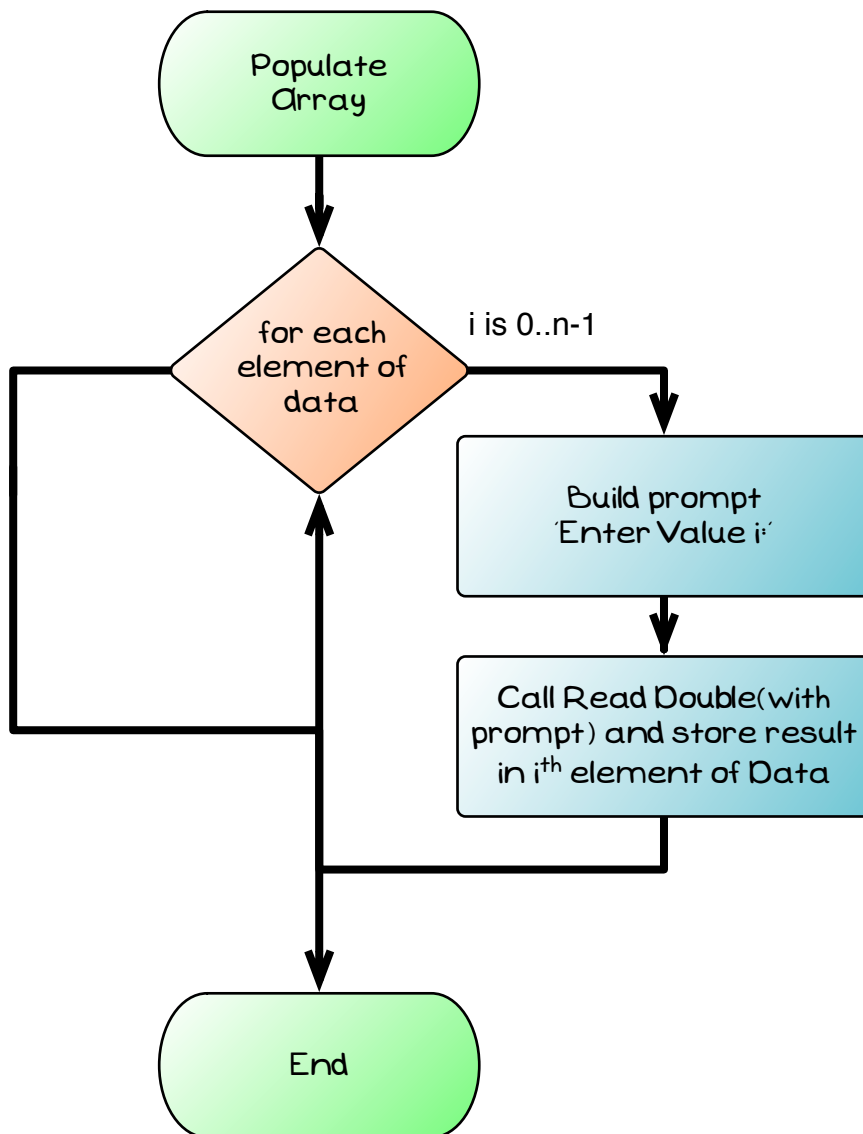 Populate
Array
for each
element of
data
i is 0..n-1
Build prompt
'Enter Value i:'
Call Read Double(with
prompt) and store result
in iᵗʰ element of Data
End